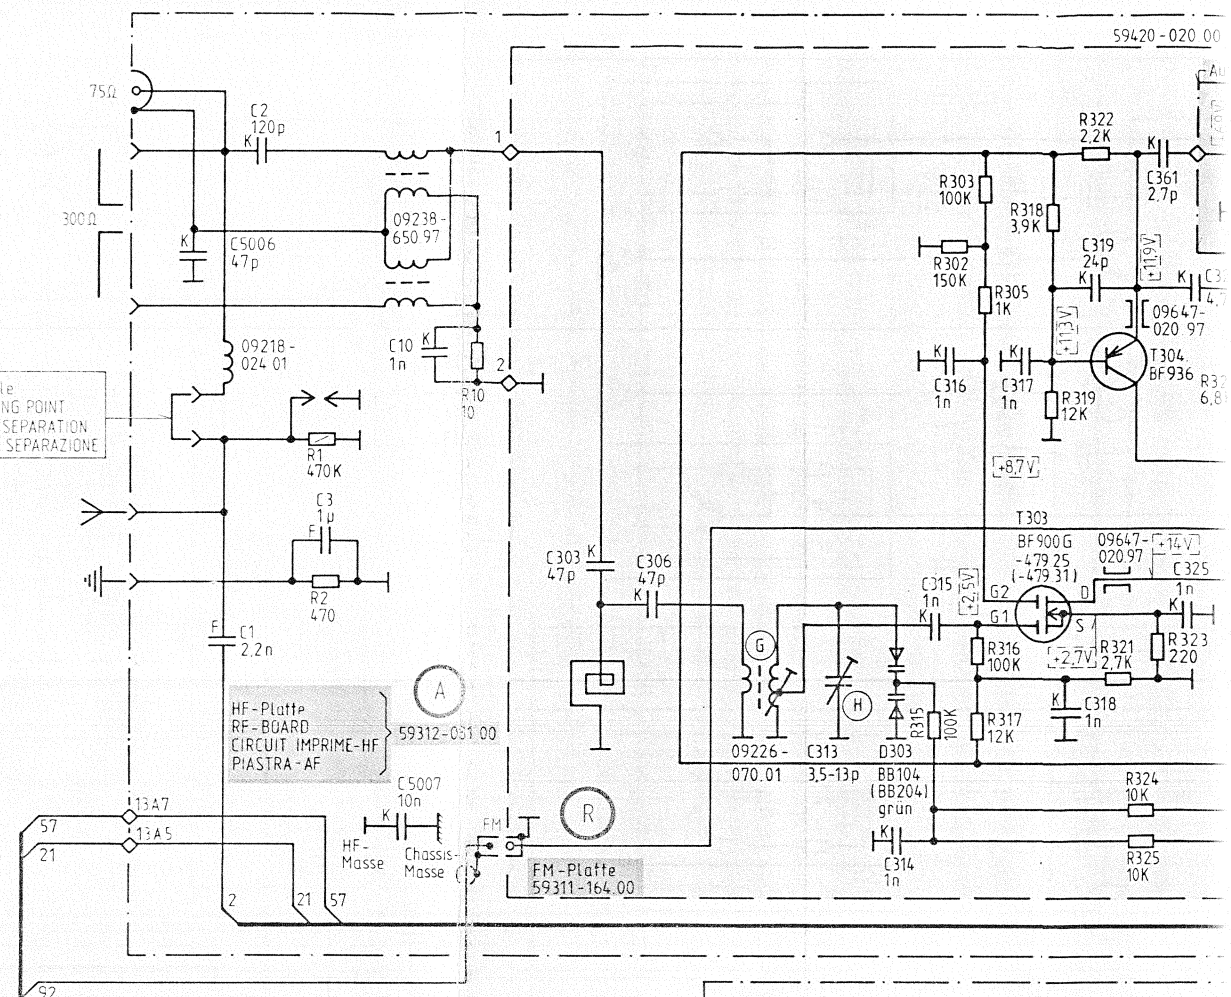 59420-020.00
75Ω
C2
120p
K
1
R322
2,2K
K
C361
2,7p
R303
100K
R318
3,9K
300Ω
K
C5006
47p
09238-
650.97
R302
150K
C319
24p
K
+11,9V
K
R305
1K
09647-
020.97
+11,3V
T304
BF936
09218-
024.01
C10
1n
K
2
R10
10
K
C316
1n
K
C317
1n
R319
12K
NG POINT
SEPARATION
SEPARAZIONE
R1
470K
+8,7V
C3
1µ
F
R2
470
T303
BF900G
-479.25
(-479.31)
09647-
020.97
+14V
C325
1n
K
C303
47p
K
C306
47p
K
C315
1n
K
+2,5V
G2
D
G1
S
F
C1
2,2n
G
R316
100K
+2,7V
R321
2,7K
R323
220
A
HF-Platte
RF-BOARD
CIRCUIT IMPRIME-HF
PIASTRA-AF
59312-031.00
H
R315
100K
R317
12K
K
C318
1n
09226-
070.01
C313
3,5-13p
D303
BB104
(BB204)
grün
C5007
10n
K
HF-
Masse
Chassis-
Masse
R
FM
FM-Platte
59311-164.00
K
C314
1n
R324
10K
R325
10K
57
13A7
21
13A5
2
21
57
92